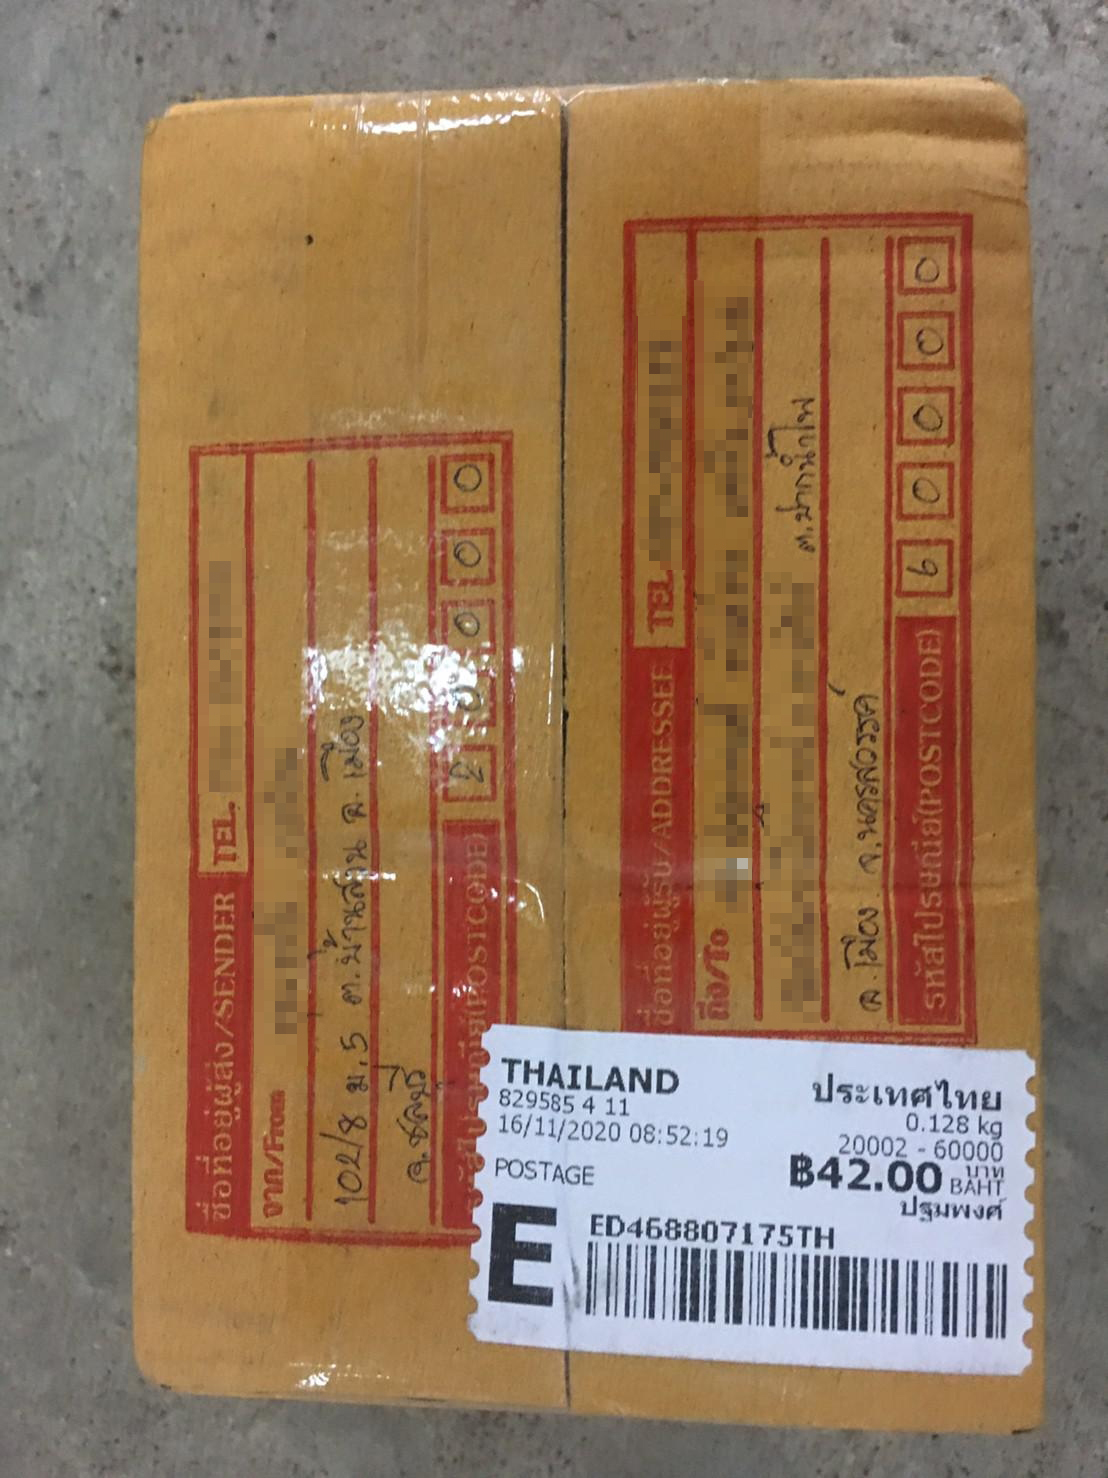 ชื่อที่อยู่ผู้ส่ง/SENDER TEL.
จาก/From
102/8 ม.5 ต.บ้านสวน อ.เมือง
จ.ชลบุรี
รหัสไปรษณีย์(POSTCODE) 20000
ชื่อที่อยู่ผู้รับ/ADDRESSEE TEL.
ถึง/To
ต.ปากน้ำโพ
อ.เมือง จ.นครสวรรค์
รหัสไปรษณีย์(POSTCODE) 60000
THAILAND ประเทศไทย
829585 4 11 0.128 kg
16/11/2020 08:52:19 20002 - 60000
POSTAGE ฿42.00 บาท BAHT
ปฐมพงศ์
E ED468807175TH